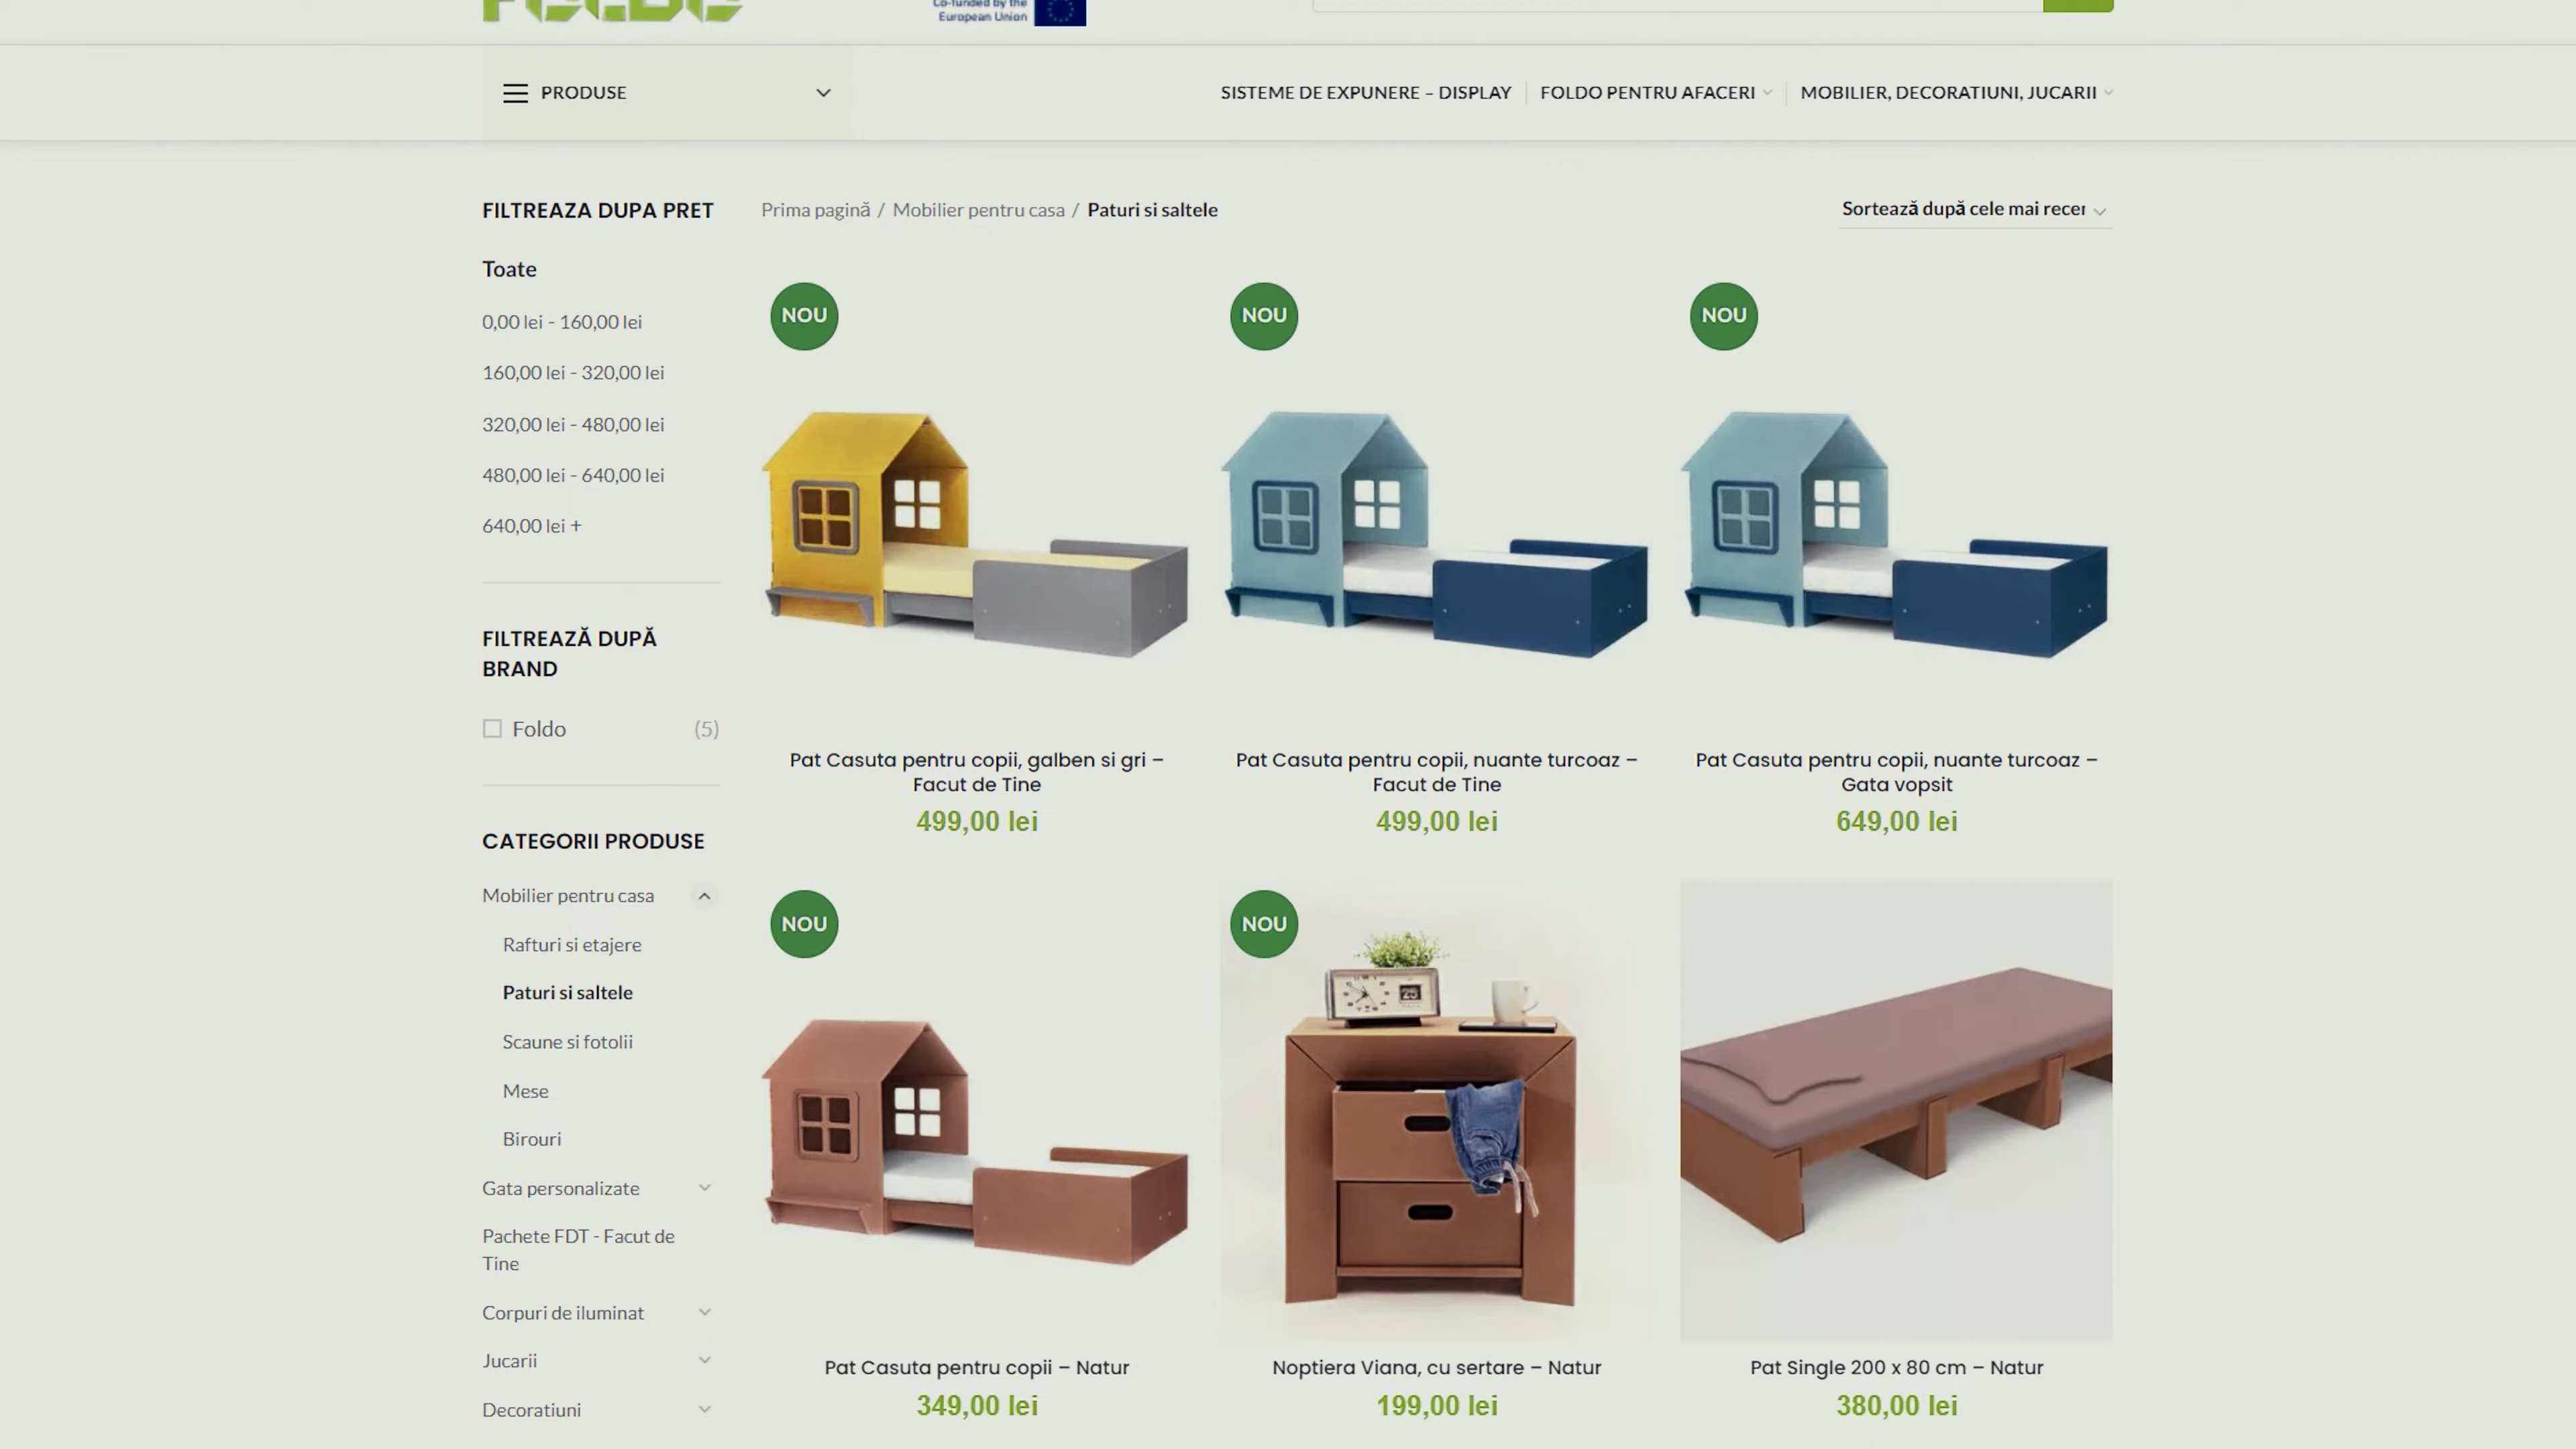 Co-funded by the
European Union
PRODUSE
SISTEME DE EXPUNERE – DISPLAY
FOLDO PENTRU AFACERI
MOBILIER, DECORATIUNI, JUCARII
FILTREAZA DUPA PRET
Toate
0,00 lei - 160,00 lei
160,00 lei - 320,00 lei
320,00 lei - 480,00 lei
480,00 lei - 640,00 lei
640,00 lei +
FILTREAZĂ DUPĂ
BRAND
Foldo (5)
CATEGORII PRODUSE
Mobilier pentru casa
Rafturi si etajere
Paturi si saltele
Scaune si fotolii
Mese
Birouri
Gata personalizate
Pachete FDT - Facut de
Tine
Corpuri de iluminat
Jucarii
Decoratiuni
Prima pagină / Mobilier pentru casa / Paturi si saltele
Sortează după cele mai recer
NOU
Pat Casuta pentru copii, galben si gri –
Facut de Tine
499,00 lei
NOU
Pat Casuta pentru copii, nuante turcoaz –
Facut de Tine
499,00 lei
NOU
Pat Casuta pentru copii, nuante turcoaz –
Gata vopsit
649,00 lei
NOU
Pat Casuta pentru copii – Natur
349,00 lei
NOU
25
Noptiera Viana, cu sertare – Natur
199,00 lei
Pat Single 200 x 80 cm – Natur
380,00 lei